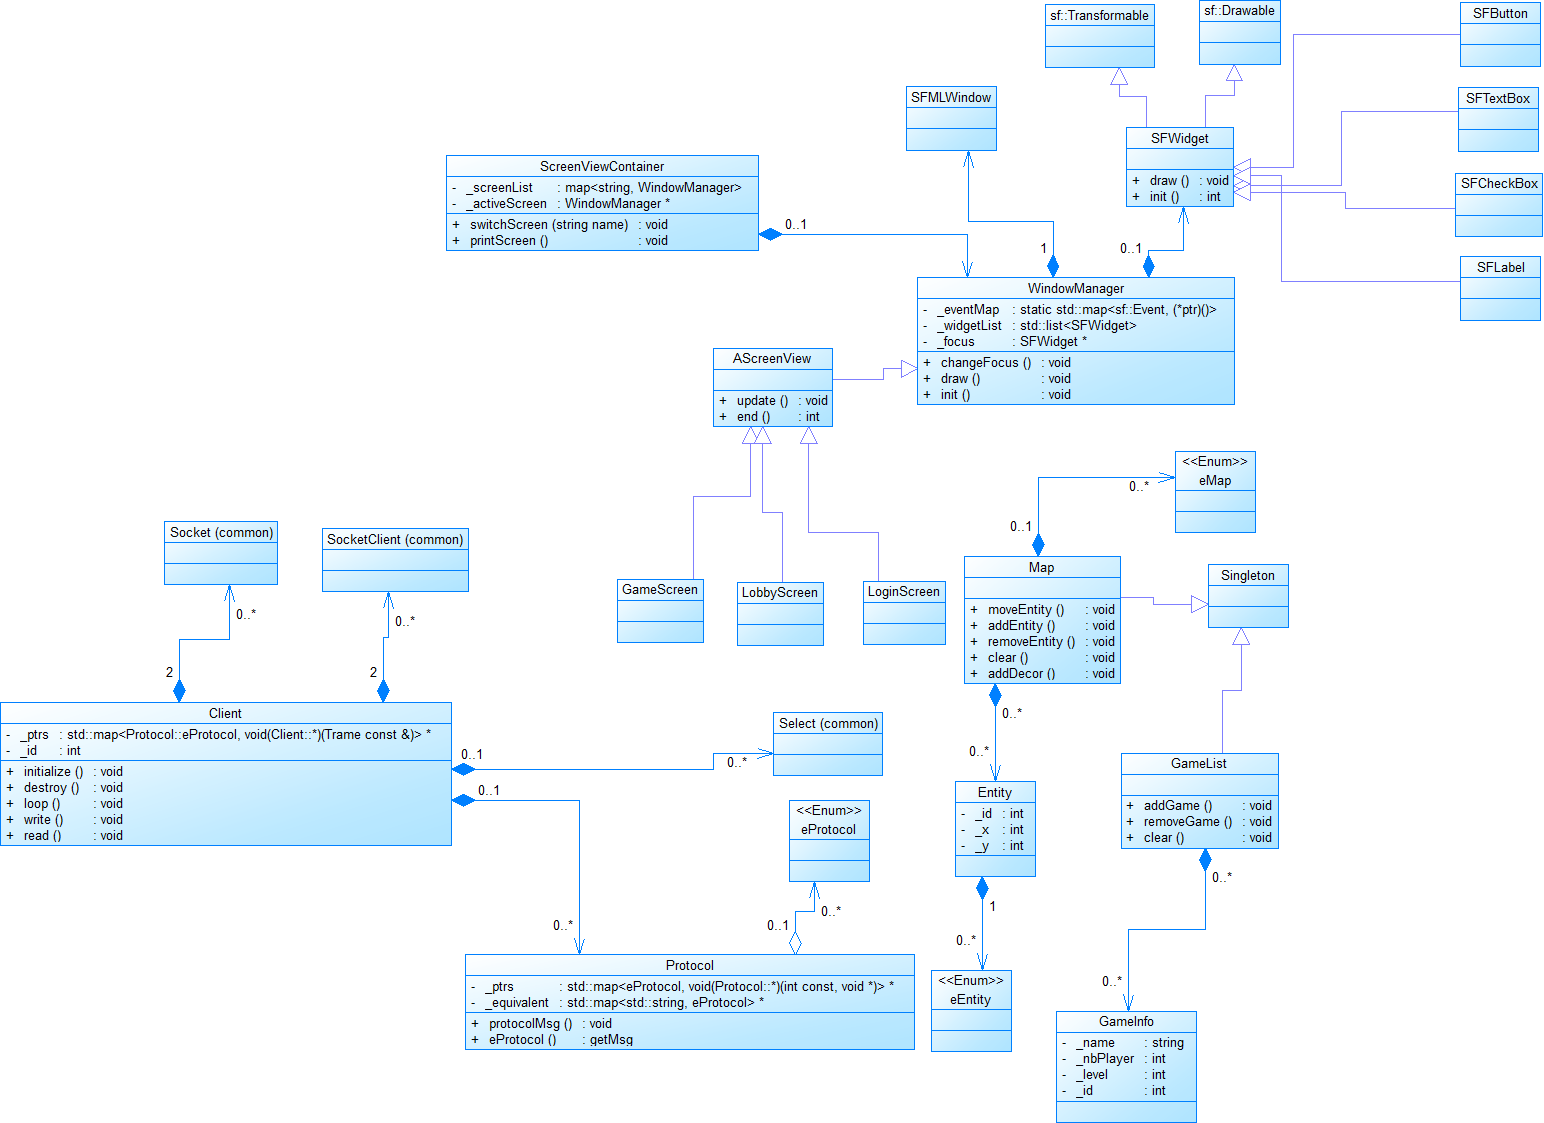 sf::Transformable
sf::Drawable
SFButton
SFMLWindow
SFTextBox
SFWidget
+ draw () : void
+ init () : int
SFCheckBox
SFLabel
ScreenViewContainer
- _screenList : map<string, WindowManager>
- _activeScreen : WindowManager *
+ switchScreen (string name) : void
+ printScreen () : void
0..1
1
0..1
WindowManager
- _eventMap : static std::map<sf::Event, (*ptr)()>
- _widgetList : std::list<SFWidget>
- _focus : SFWidget *
+ changeFocus () : void
+ draw () : void
+ init () : void
AScreenView
+ update () : void
+ end () : int
<<Enum>>
eMap
0..*
0..1
Socket (common)
SocketClient (common)
0..*
0..*
2
2
GameScreen
LobbyScreen
LoginScreen
Map
+ moveEntity () : void
+ addEntity () : void
+ removeEntity () : void
+ clear () : void
+ addDecor () : void
Singleton
Client
- _ptrs : std::map<Protocol::eProtocol, void(Client::*)(Trame const &)> *
- _id : int
+ initialize () : void
+ destroy () : void
+ loop () : void
+ write () : void
+ read () : void
0..1
0..*
0..1
0..*
Select (common)
<<Enum>>
eProtocol
0..*
0..1
Protocol
- _ptrs : std::map<eProtocol, void(Protocol::*)(int const, void *)> *
- _equivalent : std::map<std::string, eProtocol> *
+ protocolMsg () : void
+ eProtocol () : getMsg
0..*
0..*
Entity
- _id : int
- _x : int
- _y : int
1
0..*
<<Enum>>
eEntity
GameList
+ addGame () : void
+ removeGame () : void
+ clear () : void
0..*
0..*
GameInfo
- _name : string
- _nbPlayer : int
- _level : int
- _id : int